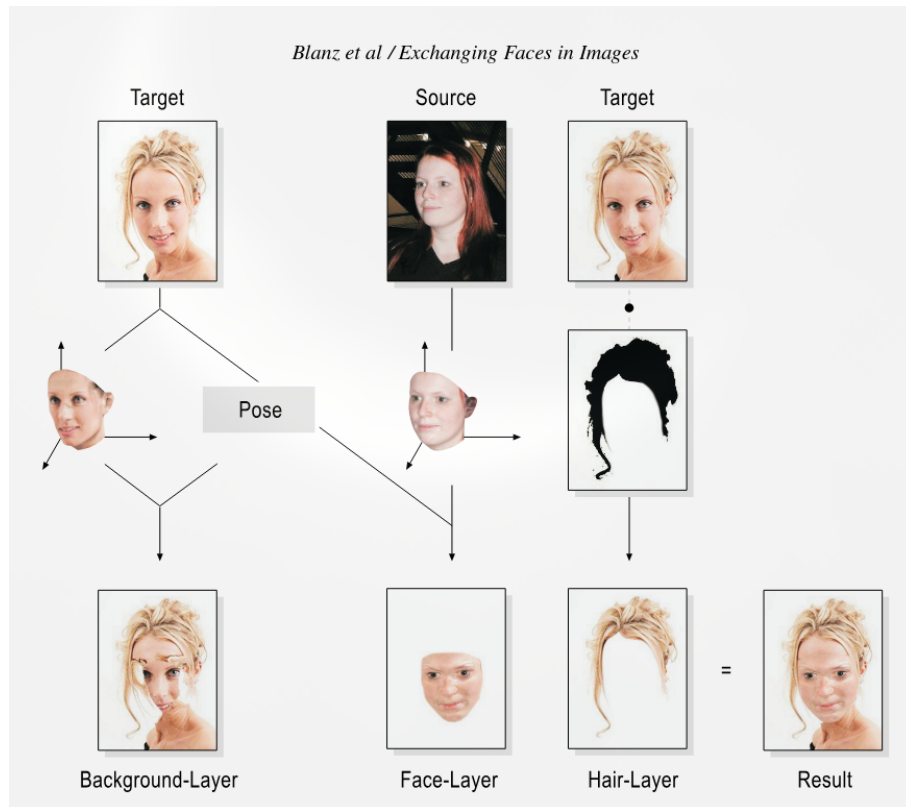 Blanz et al / Exchanging Faces in Images
Target
Source
Target
Pose
Background-Layer
Face-Layer
Hair-Layer
=
Result